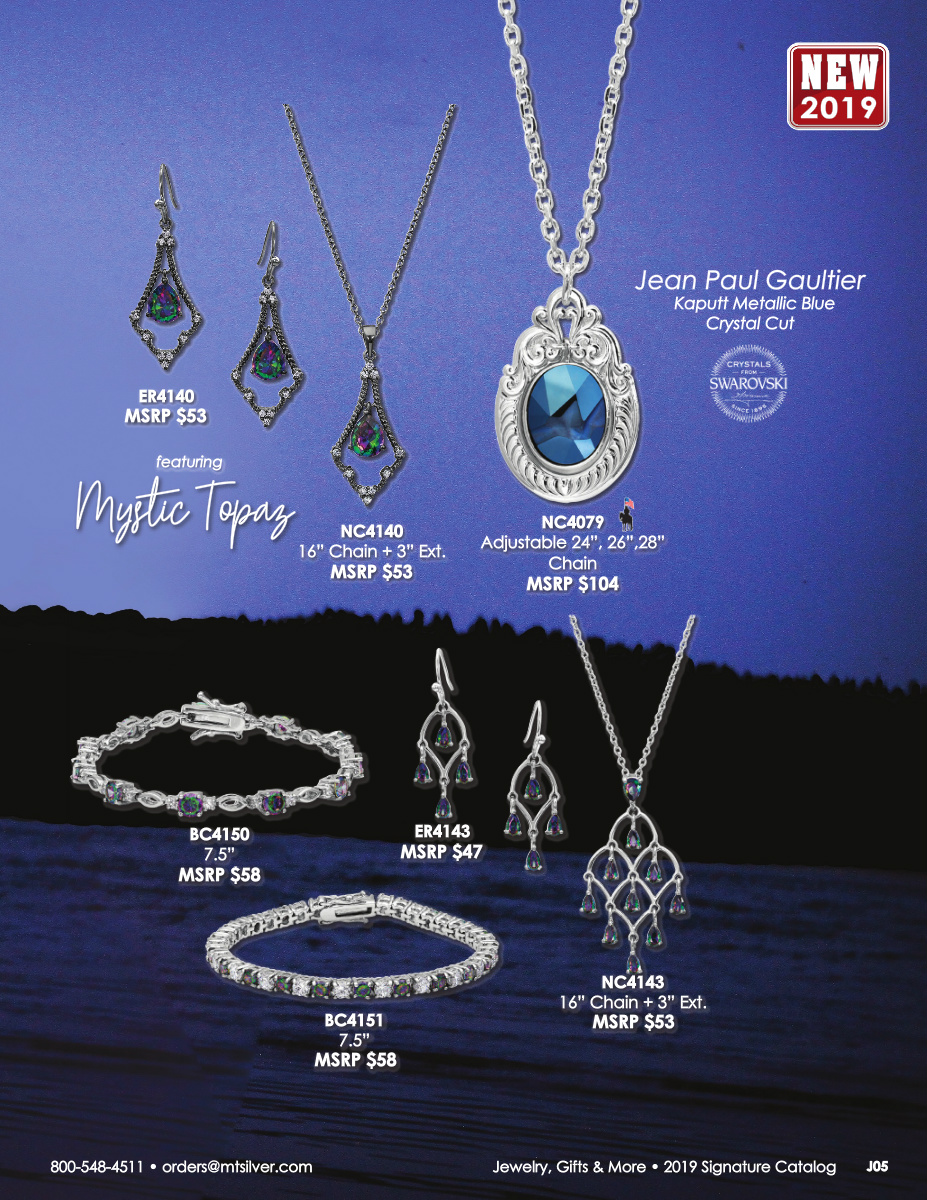 NEW
2019
Jean Paul Gaultier
Kaputt Metallic Blue
Crystal Cut
CRYSTALS
FROM
SWAROVSKI
SINCE 1895
ER4140
MSRP $53
featuring
Mystic Topaz
NC4140
16” Chain + 3” Ext.
MSRP $53
NC4079
Adjustable 24”, 26”,28”
Chain
MSRP $104
BC4150
7.5”
MSRP $58
ER4143
MSRP $47
NC4143
16” Chain + 3” Ext.
MSRP $53
BC4151
7.5”
MSRP $58
800-548-4511 • orders@mtsilver.com
Jewelry, Gifts & More • 2019 Signature Catalog J05